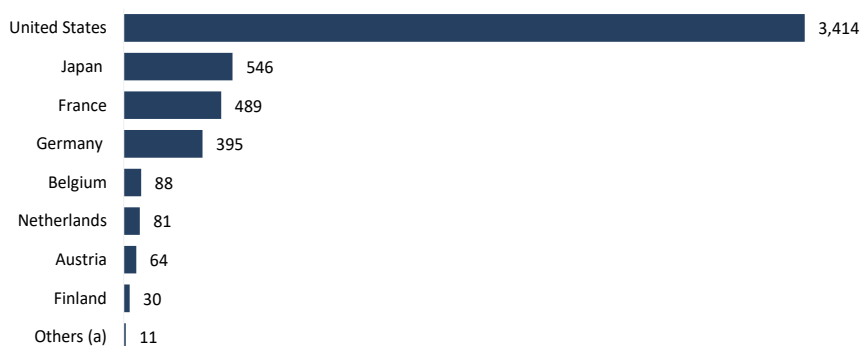 United States 3,414
Japan 546
France 489
Germany 395
Belgium 88
Netherlands 81
Austria 64
Finland 30
Others (a) 11